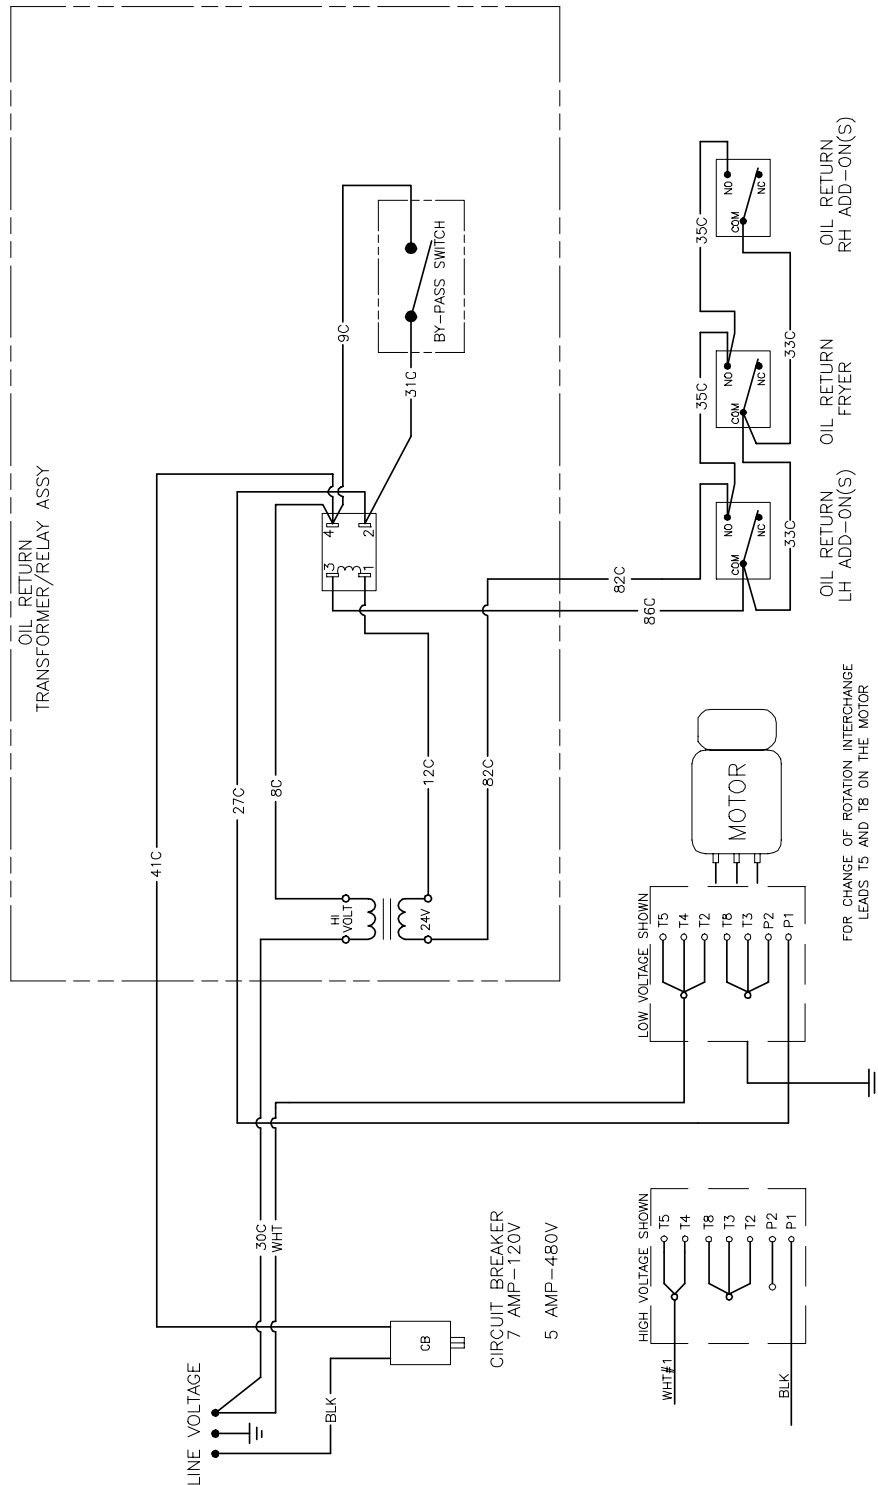 OIL RETURN
TRANSFORMER/RELAY ASSY
41C
27C
8C
9C
31C
BY-PASS SWITCH
4
2
3
1
12C
82C
HI
VOLT
24V
82C
86C
35C
35C
33C
33C
NO
NC
COM
OIL RETURN
RH ADD-ON(S)
NO
NC
COM
OIL RETURN
FRYER
NO
NC
COM
OIL RETURN
LH ADD-ON(S)
MOTOR
FOR CHANGE OF ROTATION INTERCHANGE
LEADS T5 AND T8 ON THE MOTOR
LOW VOLTAGE SHOWN
T5
T4
T2
T8
T3
P2
P1
HIGH VOLTAGE SHOWN
T5
T4
T8
T3
T2
P2
P1
WHT#1
BLK
30C
WHT
CIRCUIT BREAKER
7 AMP-120V
5 AMP-480V
CB
BLK
LINE VOLTAGE